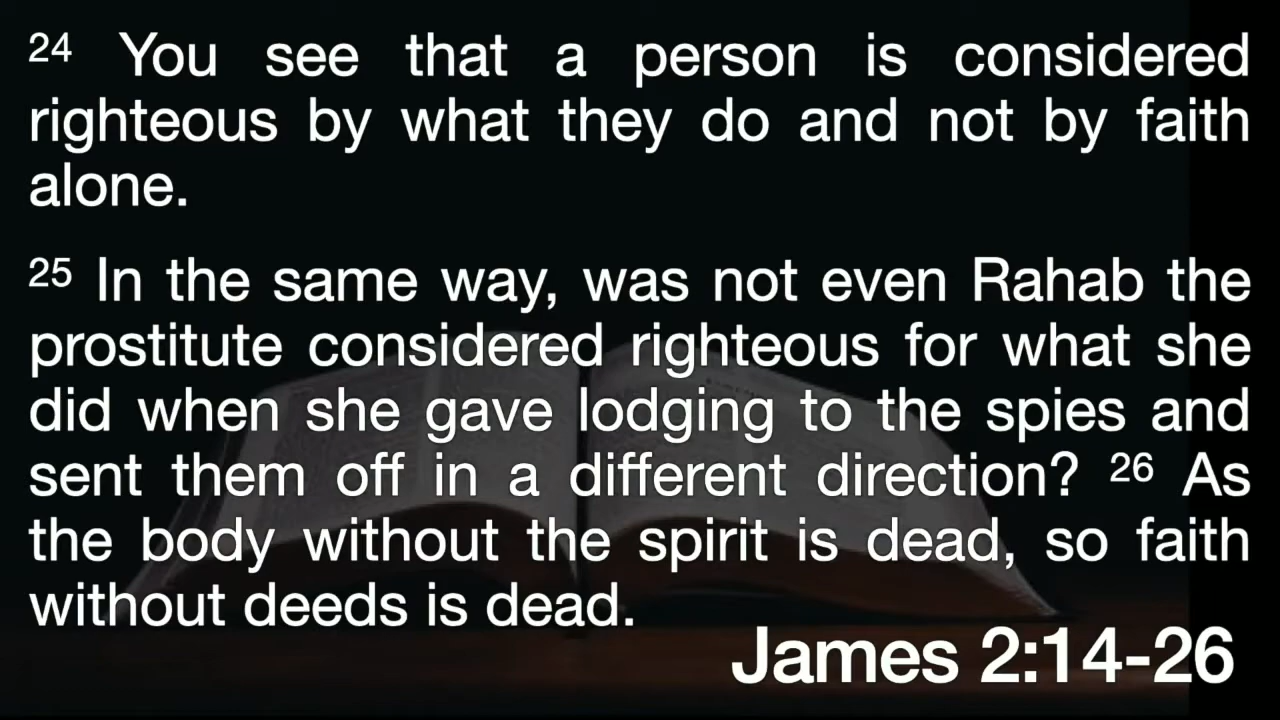 24 You see that a person is considered
righteous by what they do and not by faith
alone.
25 In the same way, was not even Rahab the
prostitute considered righteous for what she
did when she gave lodging to the spies and
sent them off in a different direction? 26 As
the body without the spirit is dead, so faith
without deeds is dead.
James 2:14-26